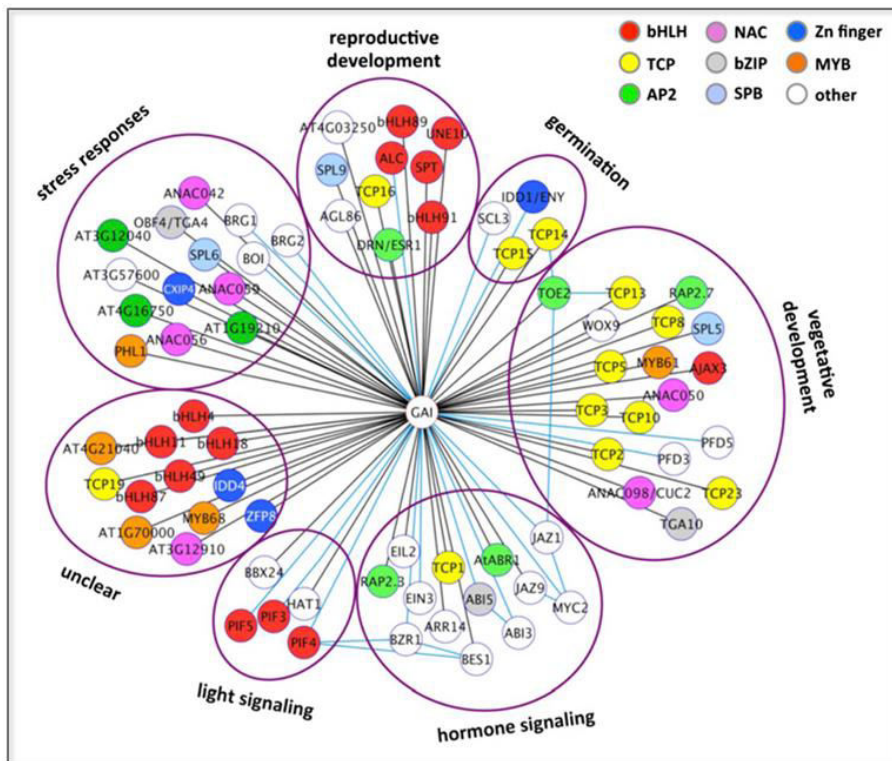 bHLH
NAC
Zn finger
TCP
bZIP
MYB
AP2
SPB
other
reproductive
development
AT4G03250
bHLH89
UNE10
ALC
SPL9
SPT
TCP16
AGL86
bHLH91
DRN/ESR1
germination
IDD1/ENY
SCL3
TCP14
TCP15
stress responses
ANAC042
OBF4/TGA4
BRG1
AT3G12040
BRG2
SPL6
BOI
AT3G57600
CXIP4
ANAC059
AT4G16750
AT1G19210
ANAC056
PHL1
vegetative
development
TOE2
TCP13
RAP2.7
WOX9
TCP8
SPL5
TCP5
MYB61
AJAX3
ANAC050
TCP3
TCP10
TCP2
PFD5
PFD3
ANAC098/CUC2
TCP23
TGA10
GAI
unclear
bHLH4
AT4G21040
bHLH11
bHLH18
TCP19
bHLH49
IDD4
bHLH87
MYB68
ZFP8
AT1G70000
AT3G12910
light signaling
BBX24
HAT1
PIF5
PIF3
PIF4
hormone signaling
EIL2
JAZ1
RAP2.3
TCP1
AtABR1
EIN3
ABI5
JAZ9
MYC2
ARR14
ABI3
BZR1
BES1